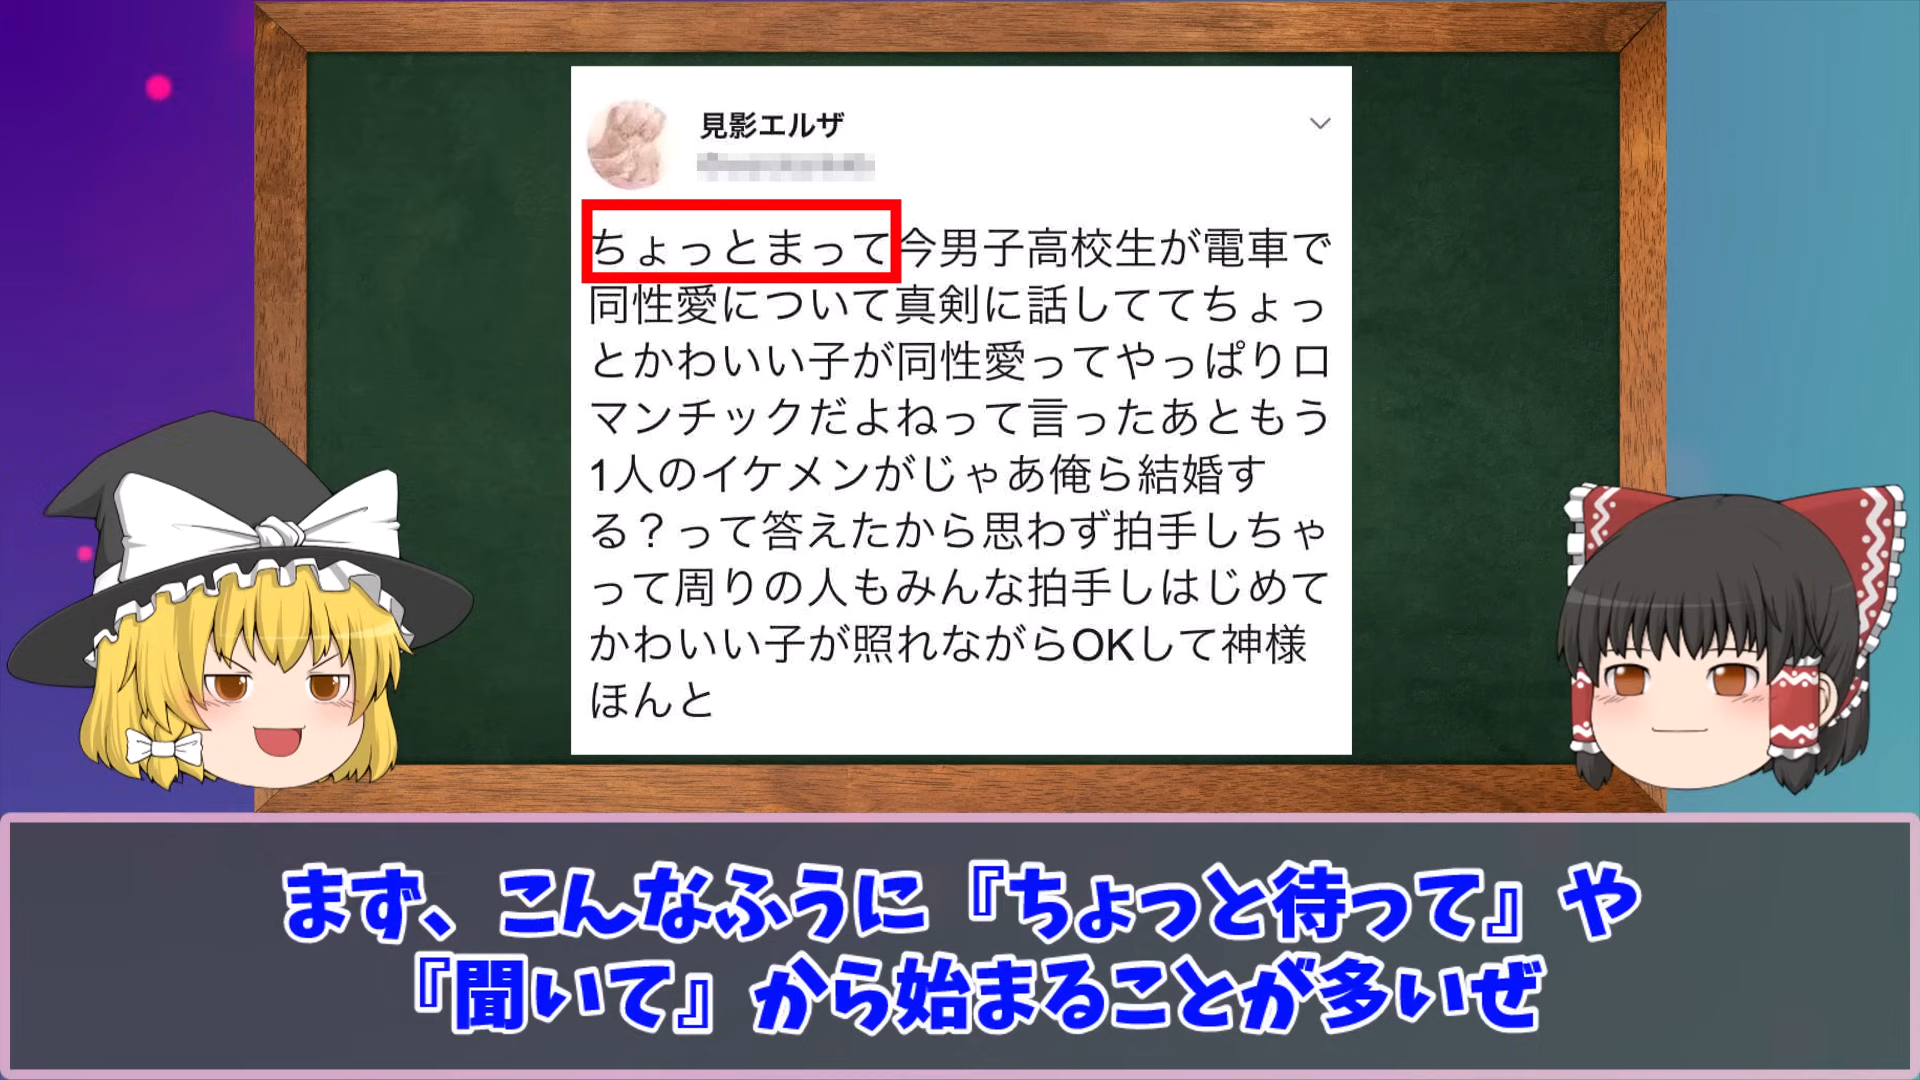 見影エルザ
ちょっとまって今男子高校生が電車で
同性愛について真剣に話しててちょっ
とかわいい子が同性愛ってやっぱりロ
マンチックだよねって言ったあともう
1人のイケメンがじゃあ俺ら結婚す
る？って答えたから思わず拍手しちゃ
って周りの人もみんな拍手しはじめて
かわいい子が照れながらOKして神様
ほんと
まず、こんなふうに『ちょっと待って』や
『聞いて』から始まることが多いぜ